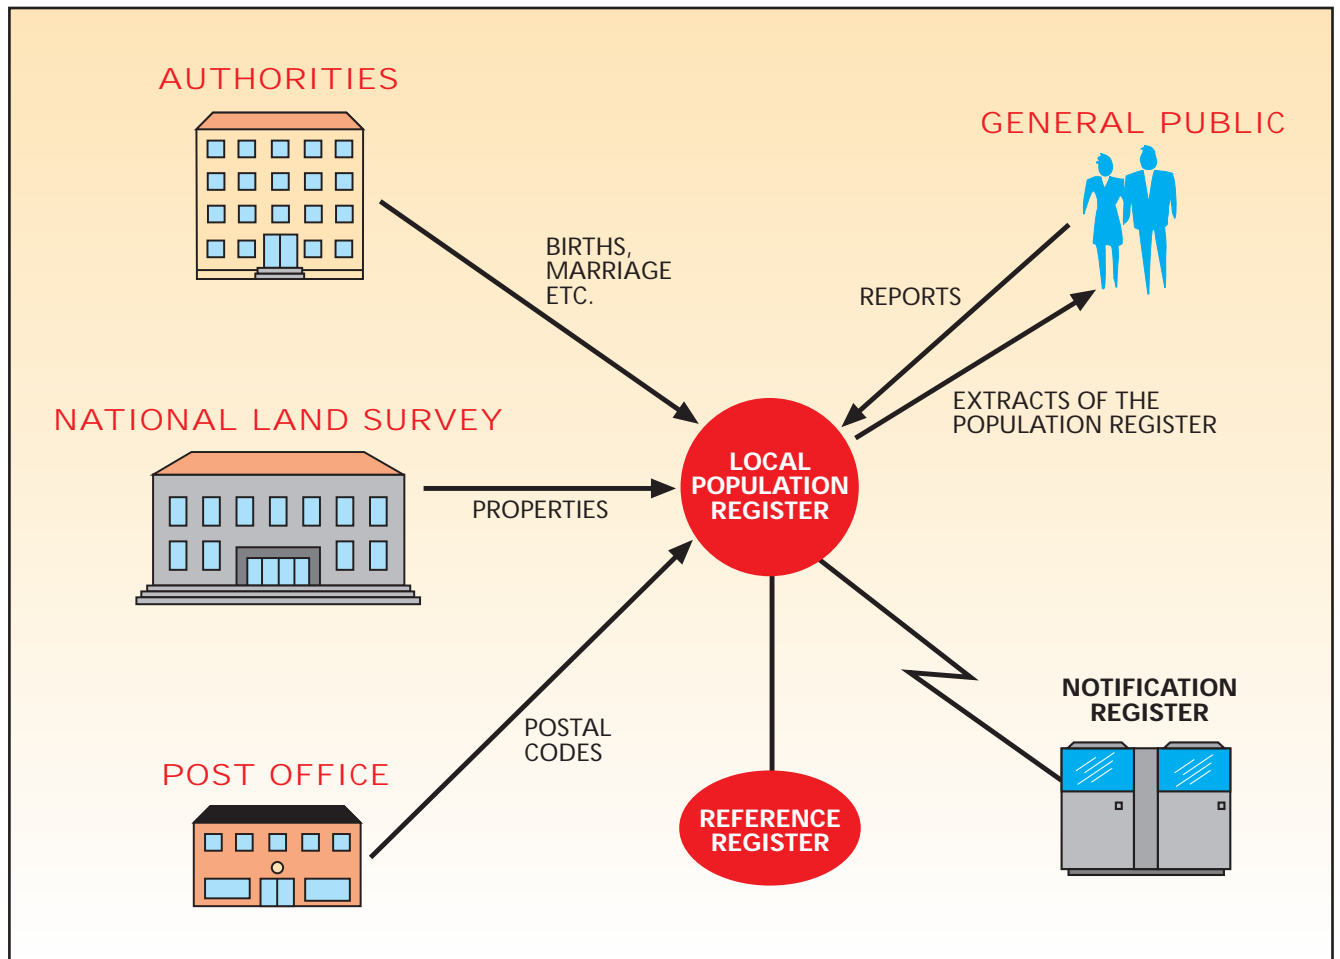 AUTHORITIES
GENERAL PUBLIC
BIRTHS,
MARRIAGE
ETC.
REPORTS
NATIONAL LAND SURVEY
EXTRACTS OF THE
POPULATION REGISTER
LOCAL
POPULATION
REGISTER
PROPERTIES
NOTIFICATION
REGISTER
POSTAL
CODES
POST OFFICE
REFERENCE
REGISTER